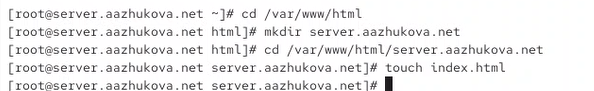 [root@server.aazhukova.net ~]# cd /var/www/html
[root@server.aazhukova.net html]# mkdir server.aazhukova.net
[root@server.aazhukova.net html]# cd /var/www/html/server.aazhukova.net
[root@server.aazhukova.net server.aazhukova.net]# touch index.html
[root@server.aazhukova.net server.aazhukova.net]#